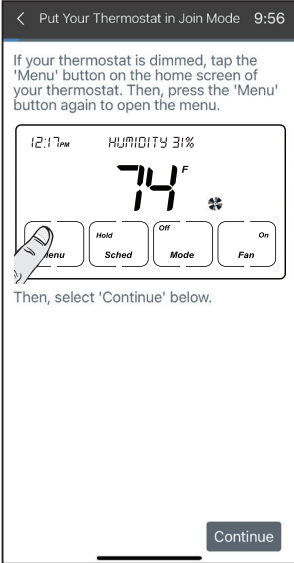 Put Your Thermostat in Join Mode 9:56
If your thermostat is dimmed, tap the
'Menu' button on the home screen of
your thermostat. Then, press the 'Menu'
button again to open the menu.
12:17PM HUMIDITY 31%
74 F
Hold Off On
Menu Sched Mode Fan
Then, select 'Continue' below.
Continue